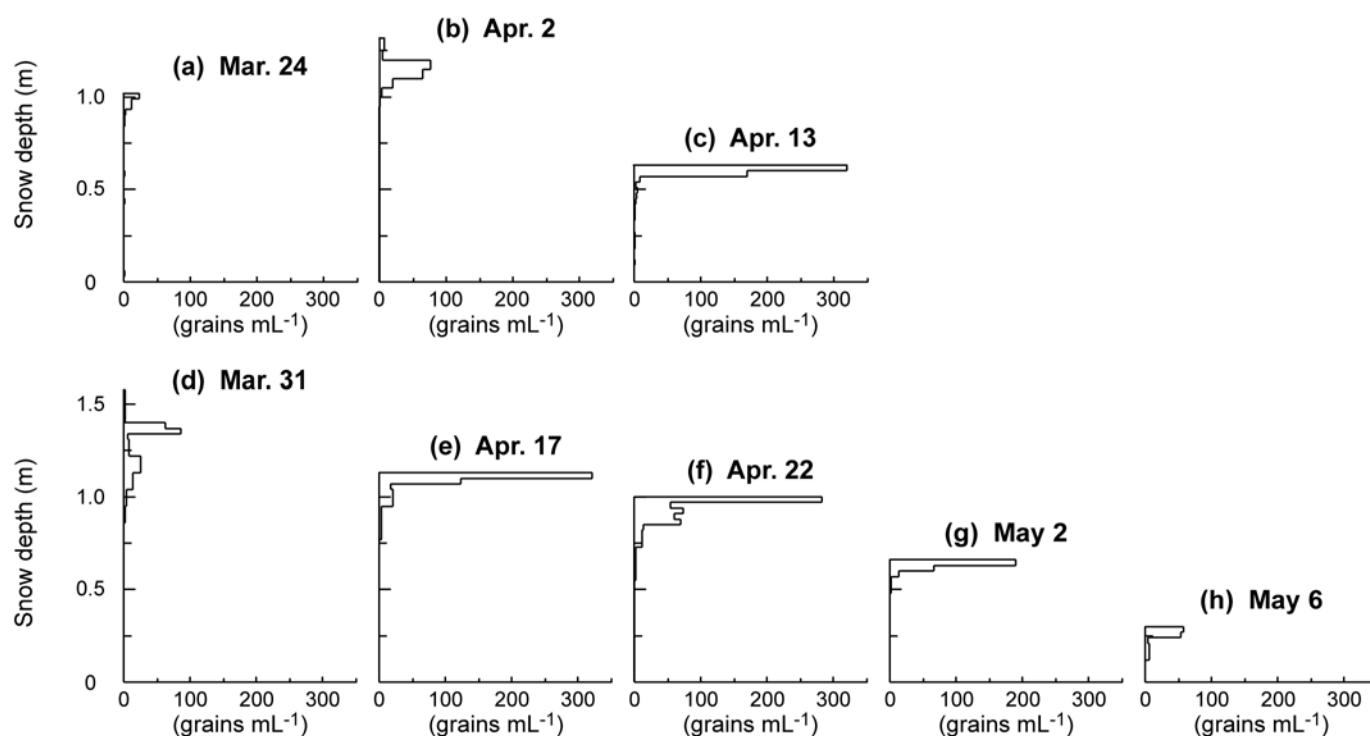 (b) Apr. 2
(a) Mar. 24
(c) Apr. 13
Snow depth (m)
1.0
0.5
0
0 100 200 300
(grains mL⁻¹)
0 100 200 300
(grains mL⁻¹)
0 100 200 300
(grains mL⁻¹)
(d) Mar. 31
(e) Apr. 17
(f) Apr. 22
(g) May 2
(h) May 6
Snow depth (m)
1.5
1.0
0.5
0
0 100 200 300
(grains mL⁻¹)
0 100 200 300
(grains mL⁻¹)
0 100 200 300
(grains mL⁻¹)
0 100 200 300
(grains mL⁻¹)
0 100 200 300
(grains mL⁻¹)